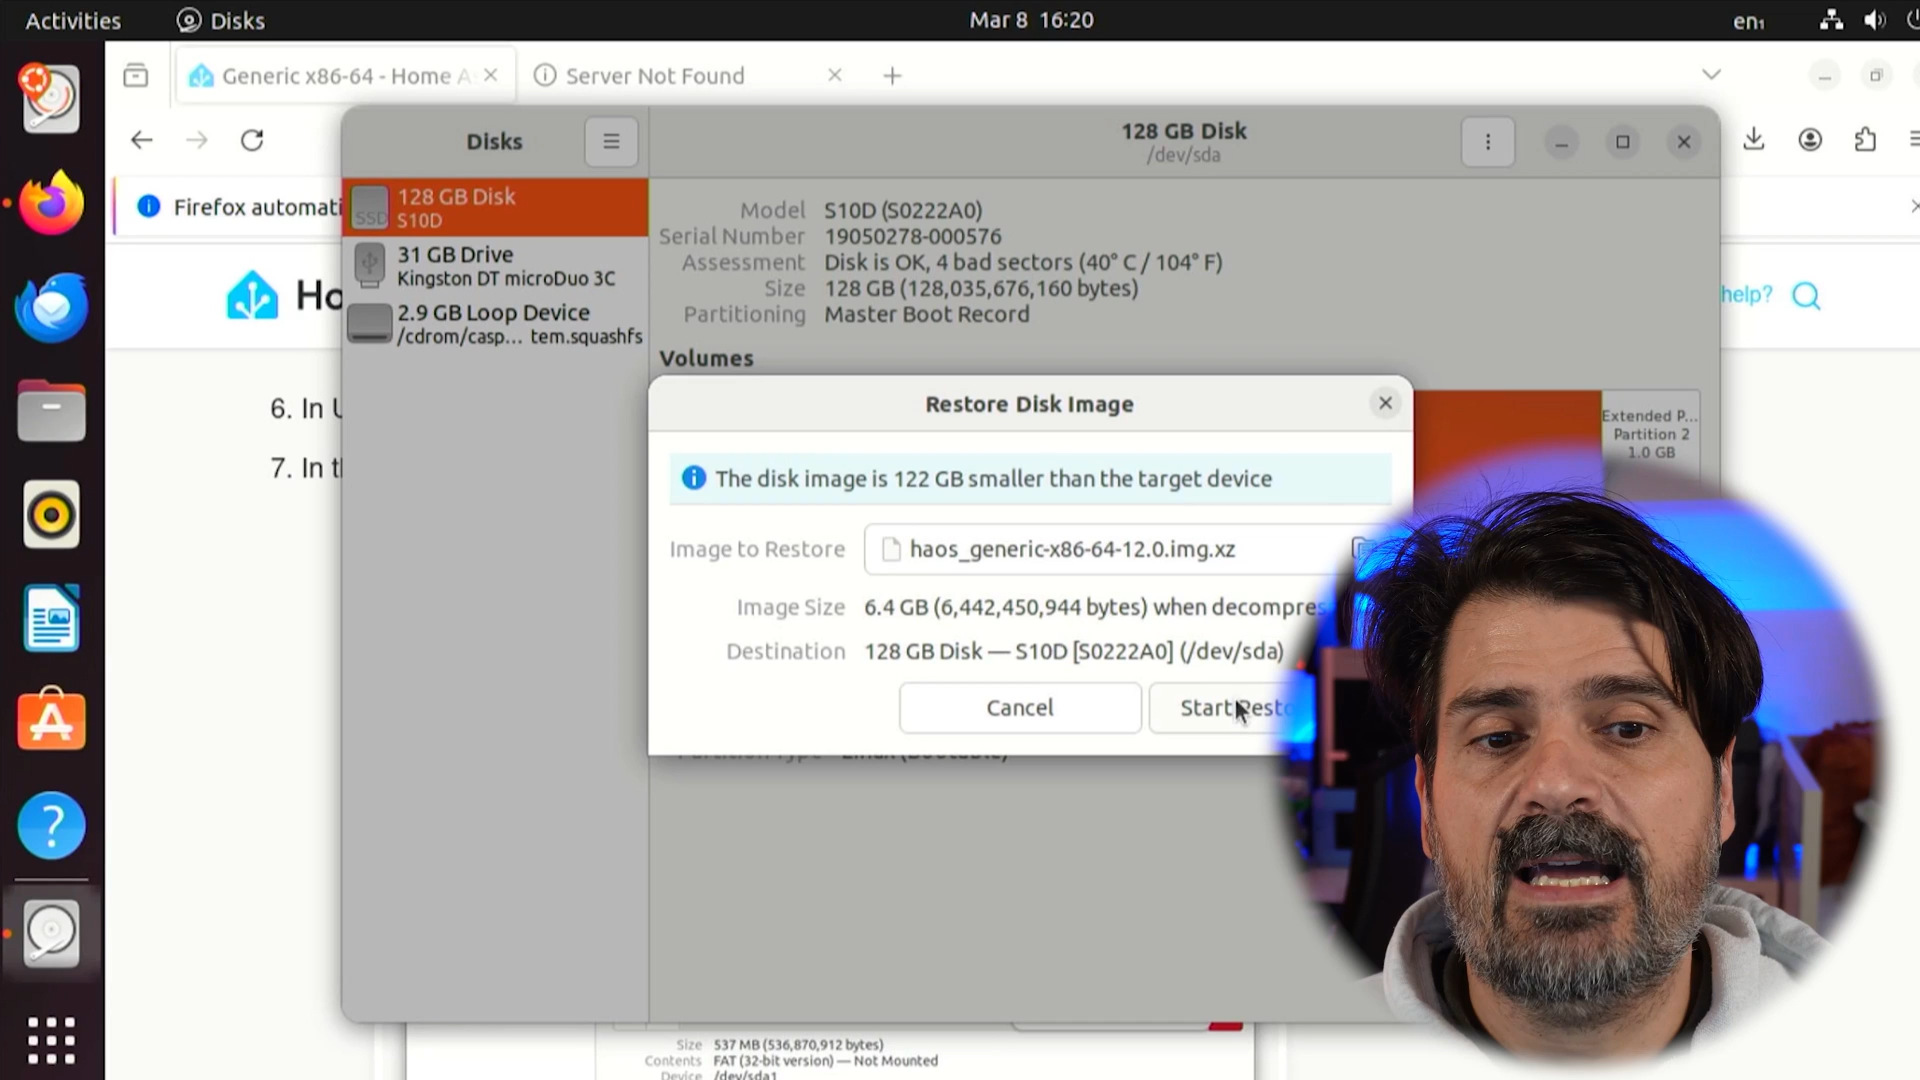 Activities
Disks
Mar 8 16:20
en₁
Generic x86-64 - Home A
Server Not Found
Disks
128 GB Disk
/dev/sda
Firefox automati
128 GB Disk
S10D
SSD
31 GB Drive
Kingston DT microDuo 3C
2.9 GB Loop Device
/cdrom/casp... tem.squashfs
Model S10D (S0222A0)
Serial Number 19050278-000576
Assessment Disk is OK, 4 bad sectors (40° C / 104° F)
Size 128 GB (128,035,676,160 bytes)
Partitioning Master Boot Record
Volumes
Ho
help?
6. In U
7. In t
Extended P...
Partition 2
1.0 GB
Restore Disk Image
The disk image is 122 GB smaller than the target device
Image to Restore haos_generic-x86-64-12.0.img.xz
Image Size 6.4 GB (6,442,450,944 bytes) when decompres
Destination 128 GB Disk — S10D [S0222A0] (/dev/sda)
Cancel
Start Resto
Size 537 MB (536,870,912 bytes)
Contents FAT (32-bit version) — Not Mounted
Device /dev/sda1